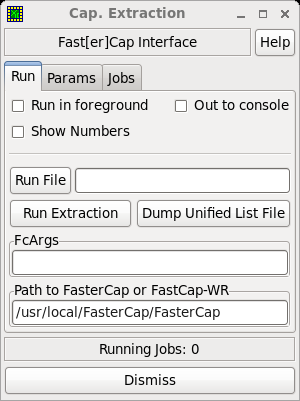 Cap. Extraction
Fast[er]Cap Interface Help
Run Params Jobs
Run in foreground Out to console
Show Numbers
Run File
Run Extraction Dump Unified List File
FcArgs
Path to FasterCap or FastCap-WR
/usr/local/FasterCap/FasterCap
Running Jobs: 0
Dismiss